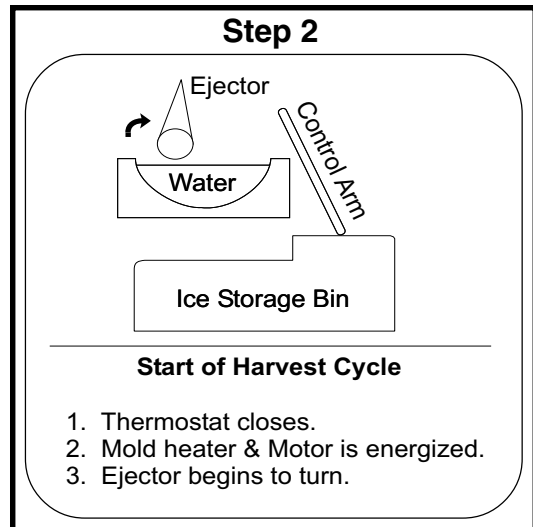 Step 2
Ejector
Control Arm
Water
Ice Storage Bin
Start of Harvest Cycle
1. Thermostat closes.
2. Mold heater & Motor is energized.
3. Ejector begins to turn.